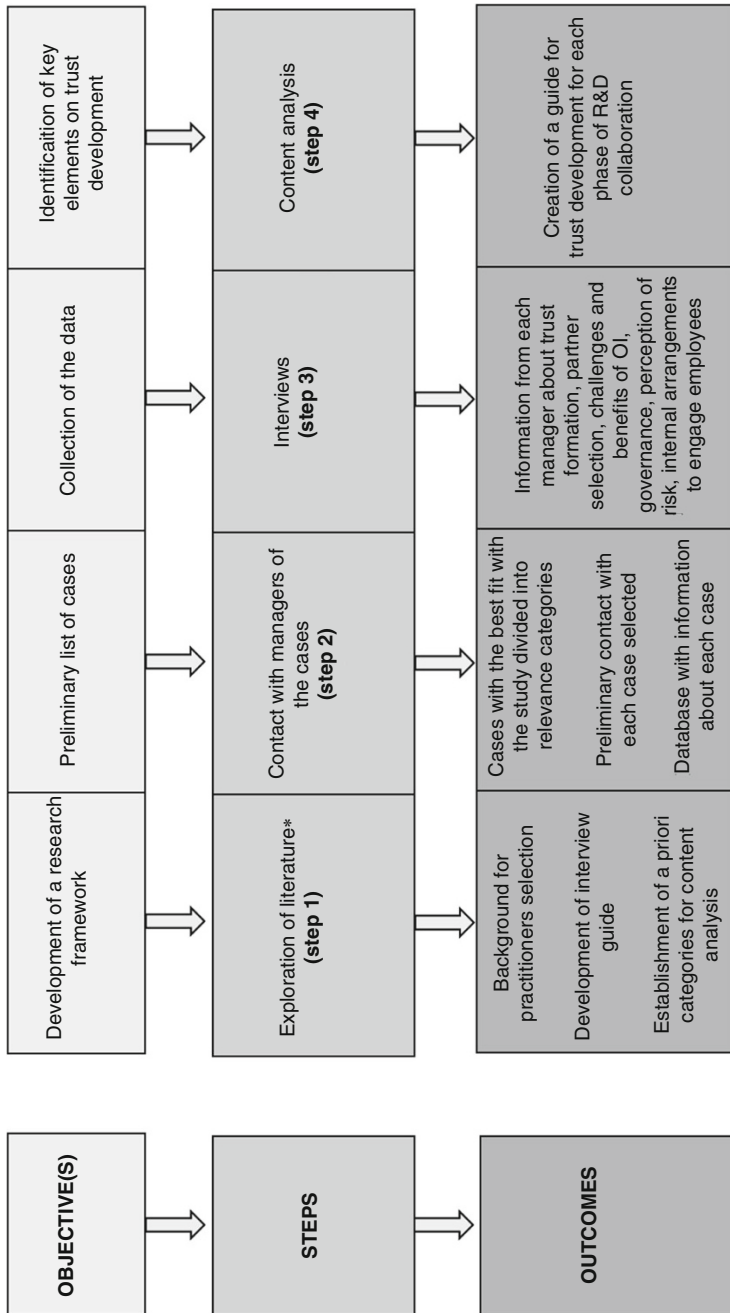 OBJECTIVE(S)
Development of a research
framework
Preliminary list of cases
Collection of the data
Identificaition of key
elements on trust
development
STEPS
Exploration of literature*
(step 1)
Contact with managers of
the cases
(step 2)
Interviews
(step 3)
Content analysis
(step 4)
OUTCOMES
Background for
practitioners selection
Development of interview
guide
Establishment of a priori
categories for content
analysis
Cases with the best fit with
the study divided into
relevance categories
Preliminary contact with
each case selected
Database with information
about each case
Information from each
manager about trust
formation, partner
selection, challenges and
benefits of OI,
governance, perception of
risk, internal arrangements
to engage employees
Creation of a guide for
trust development for each
phase of R&D
collaboration